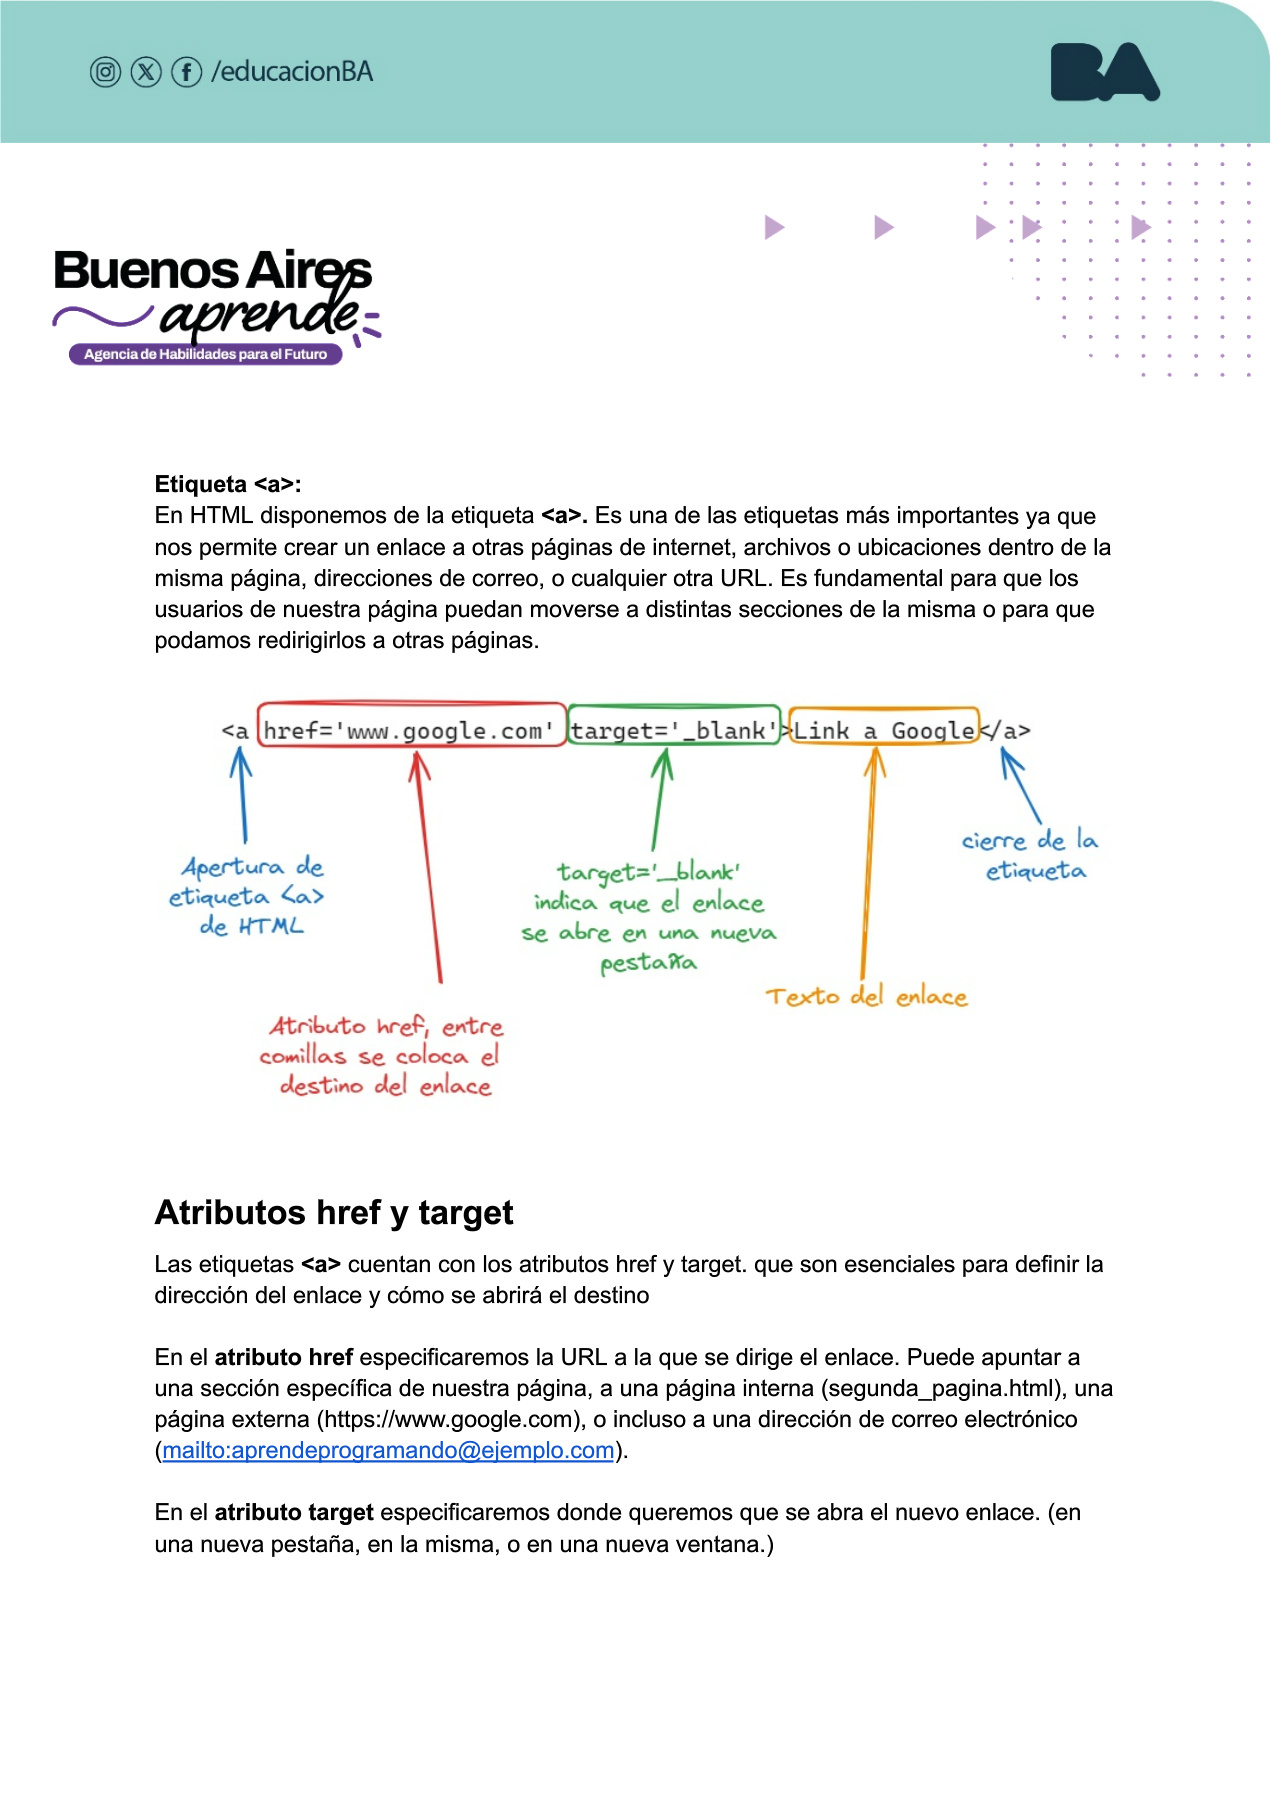 /educacionBA
BA
Buenos Aires
aprende
Agencia de Habilidades para el Futuro
Etiqueta <a>:
En HTML disponemos de la etiqueta <a>. Es una de las etiquetas más importantes ya que
nos permite crear un enlace a otras páginas de internet, archivos o ubicaciones dentro de la
misma página, direcciones de correo, o cualquier otra URL. Es fundamental para que los
usuarios de nuestra página puedan moverse a distintas secciones de la misma o para que
podamos redirigirlos a otras páginas.
<a href='www.google.com' target='_blank'>Link a Google</a>
Apertura de
etiqueta <a>
de HTML
Atributo href, entre
comillas se coloca el
destino del enlace
target='_blank'
indica que el enlace
se abre en una nueva
pestaña
Texto del enlace
cierre de la
etiqueta
Atributos href y target
Las etiquetas <a> cuentan con los atributos href y target. que son esenciales para definir la
dirección del enlace y cómo se abrirá el destino
En el atributo href especificaremos la URL a la que se dirige el enlace. Puede apuntar a
una sección específica de nuestra página, a una página interna (segunda_pagina.html), una
página externa (https://www.google.com), o incluso a una dirección de correo electrónico
(mailto:aprendeprogramando@ejemplo.com).
En el atributo target especificaremos donde queremos que se abra el nuevo enlace. (en
una nueva pestaña, en la misma, o en una nueva ventana.)